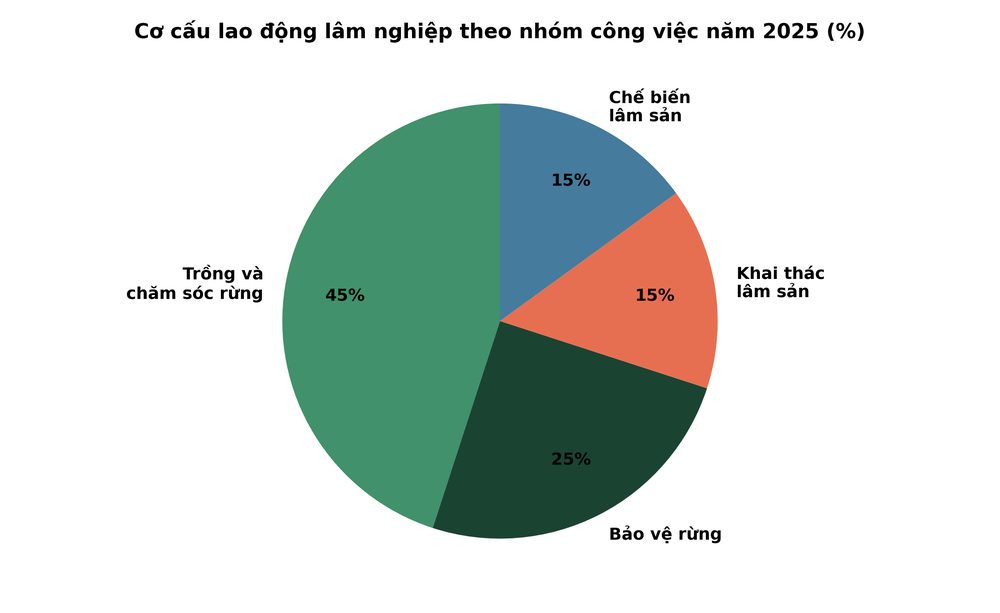 Cơ cấu lao động lâm nghiệp theo nhóm công việc năm 2025 (%)
Chế biến
lâm sản
15%
Trồng và
chăm sóc rừng
45%
15%
Khai thác
lâm sản
25%
Bảo vệ rừng